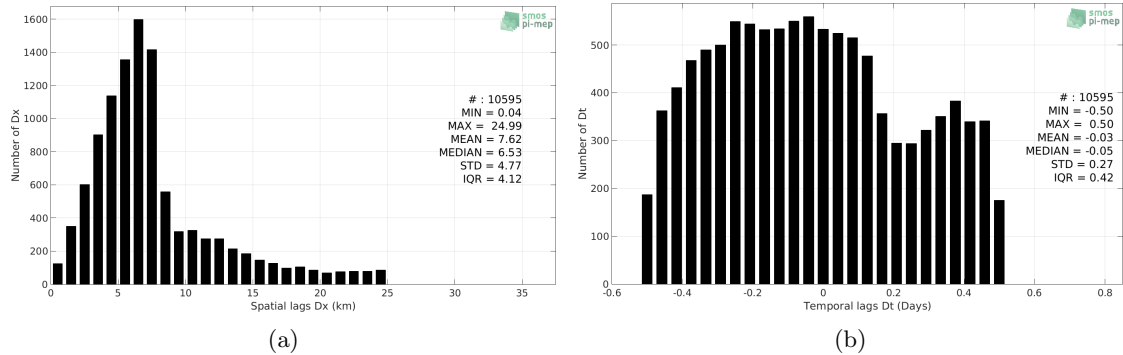 smos
pi-mep
Number of Dx
1600
1400
1200
1000
800
600
400
200
0
# : 10595
MIN = 0.04
MAX = 24.99
MEAN = 7.62
MEDIAN = 6.53
STD = 4.77
IQR = 4.12
0 5 10 15 20 25 30 35
Spatial lags Dx (km)
(a)
smos
pi-mep
Number of Dt
500
400
300
200
100
0
# : 10595
MIN = -0.50
MAX = 0.50
MEAN = -0.03
MEDIAN = -0.05
STD = 0.27
IQR = 0.42
-0.6 -0.4 -0.2 0 0.2 0.4 0.6 0.8
Temporal lags Dt (Days)
(b)